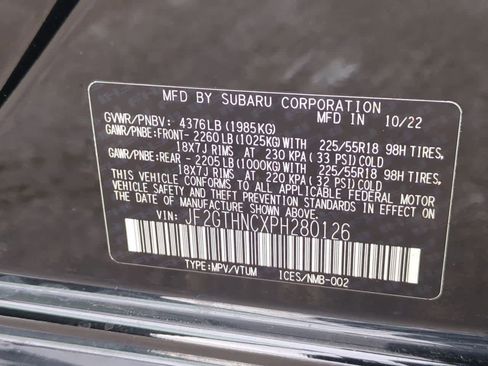 MFD BY SUBARU CORPORATION
GVWR/PNBV: 4376LB(1985KG) MFD IN 10/22
GAWR/PNBE:FRONT-2260LB(1025KG)WITH 225/55R18 98H TIRES,
18X7J RIMS AT 230 KPA(33 PSI)COLD
GAWR/PNBE:REAR -2205LB(1000KG)WITH 225/55R18 98H TIRES,
18X7J RIMS AT 220 KPA(32 PSI)COLD
THIS VEHICLE CONFORMS TO ALL APPLICABLE FEDERAL MOTOR
VEHICLE SAFETY, BUMPER, AND THEFT PREVENTION STANDARDS IN EFFECT ON
THE DATE OF MANUFACTURE SHOWN ABOVE.
VIN: JF2GTHNCXPH280126
TYPE:MPV/VTUM ICES/NMB-002